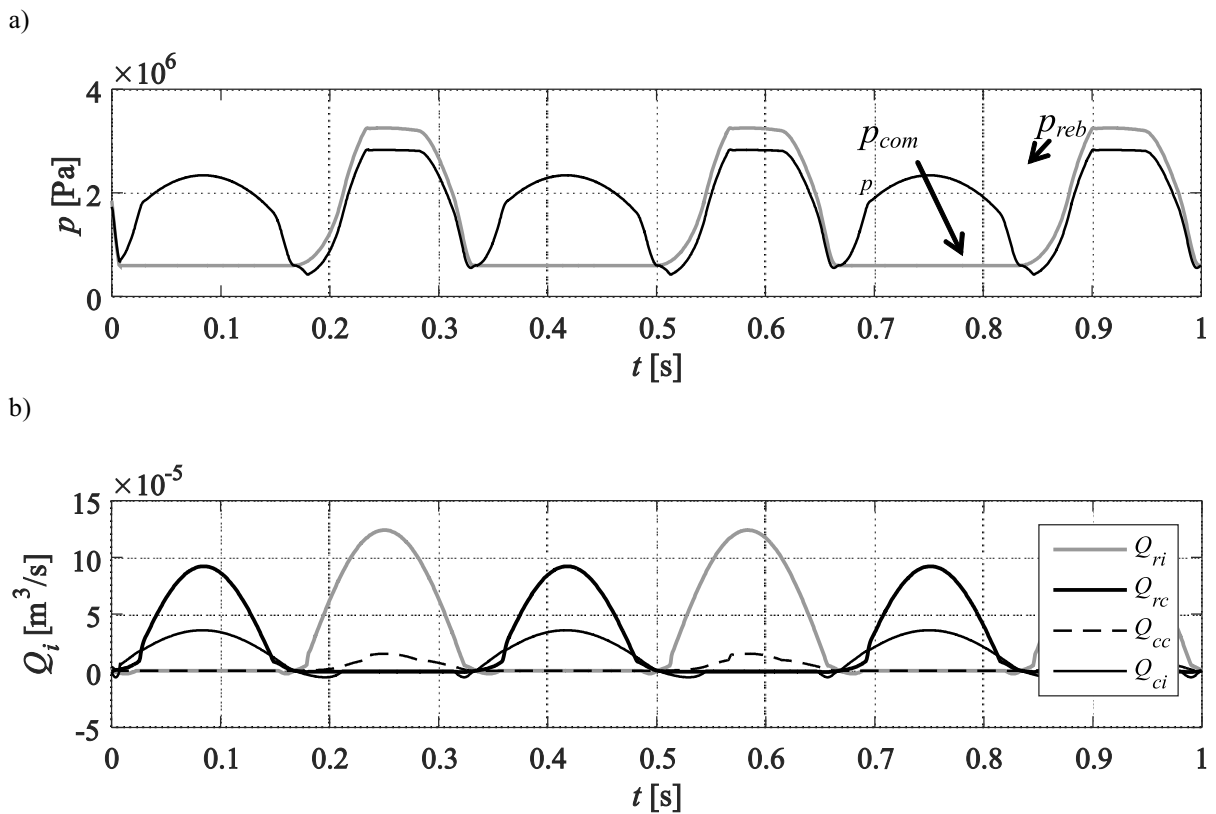 a)
×10⁶
4
2
0
p [Pa]
p_com
p_reb
p
0 0.1 0.2 0.3 0.4 0.5 0.6 0.7 0.8 0.9 1
t [s]
b)
×10⁻⁵
15
10
5
0
-5
Q_i [m³/s]
Q_ri
Q_rc
Q_cc
Q_ci
0 0.1 0.2 0.3 0.4 0.5 0.6 0.7 0.8 0.9 1
t [s]